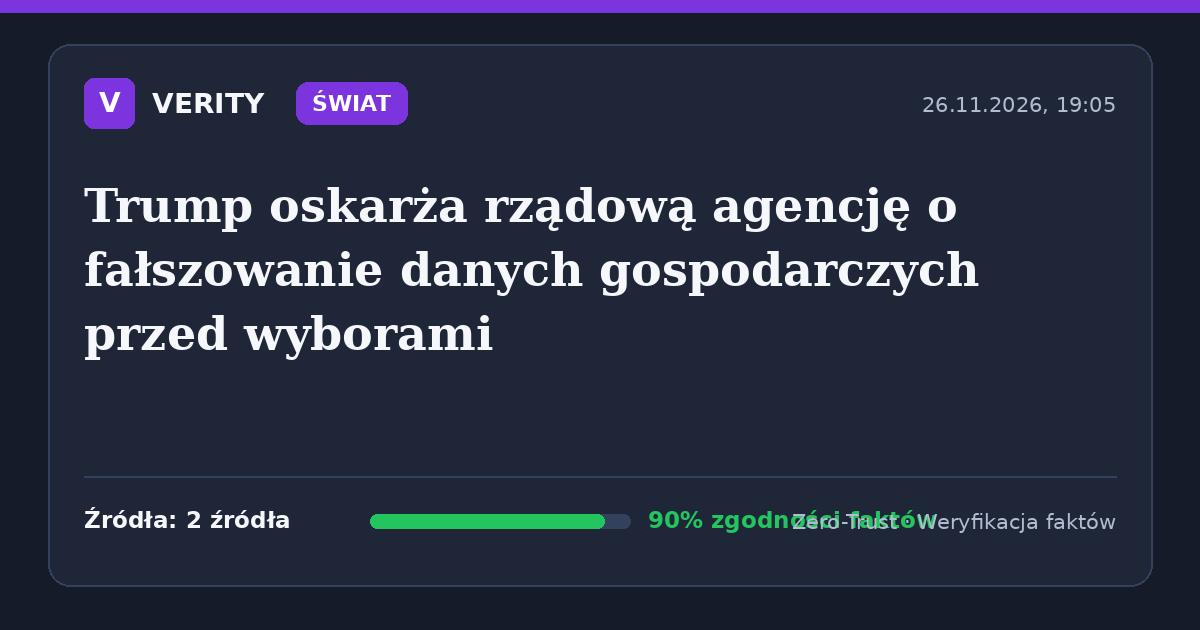 V VERITY ŚWIAT 26.11.2026, 19:05
Trump oskarża rządową agencję o
fałszowanie danych gospodarczych
przed wyborami
Źródła: 2 źródła 90% zgodności faktów Zero-Trust · Weryfikacja faktów